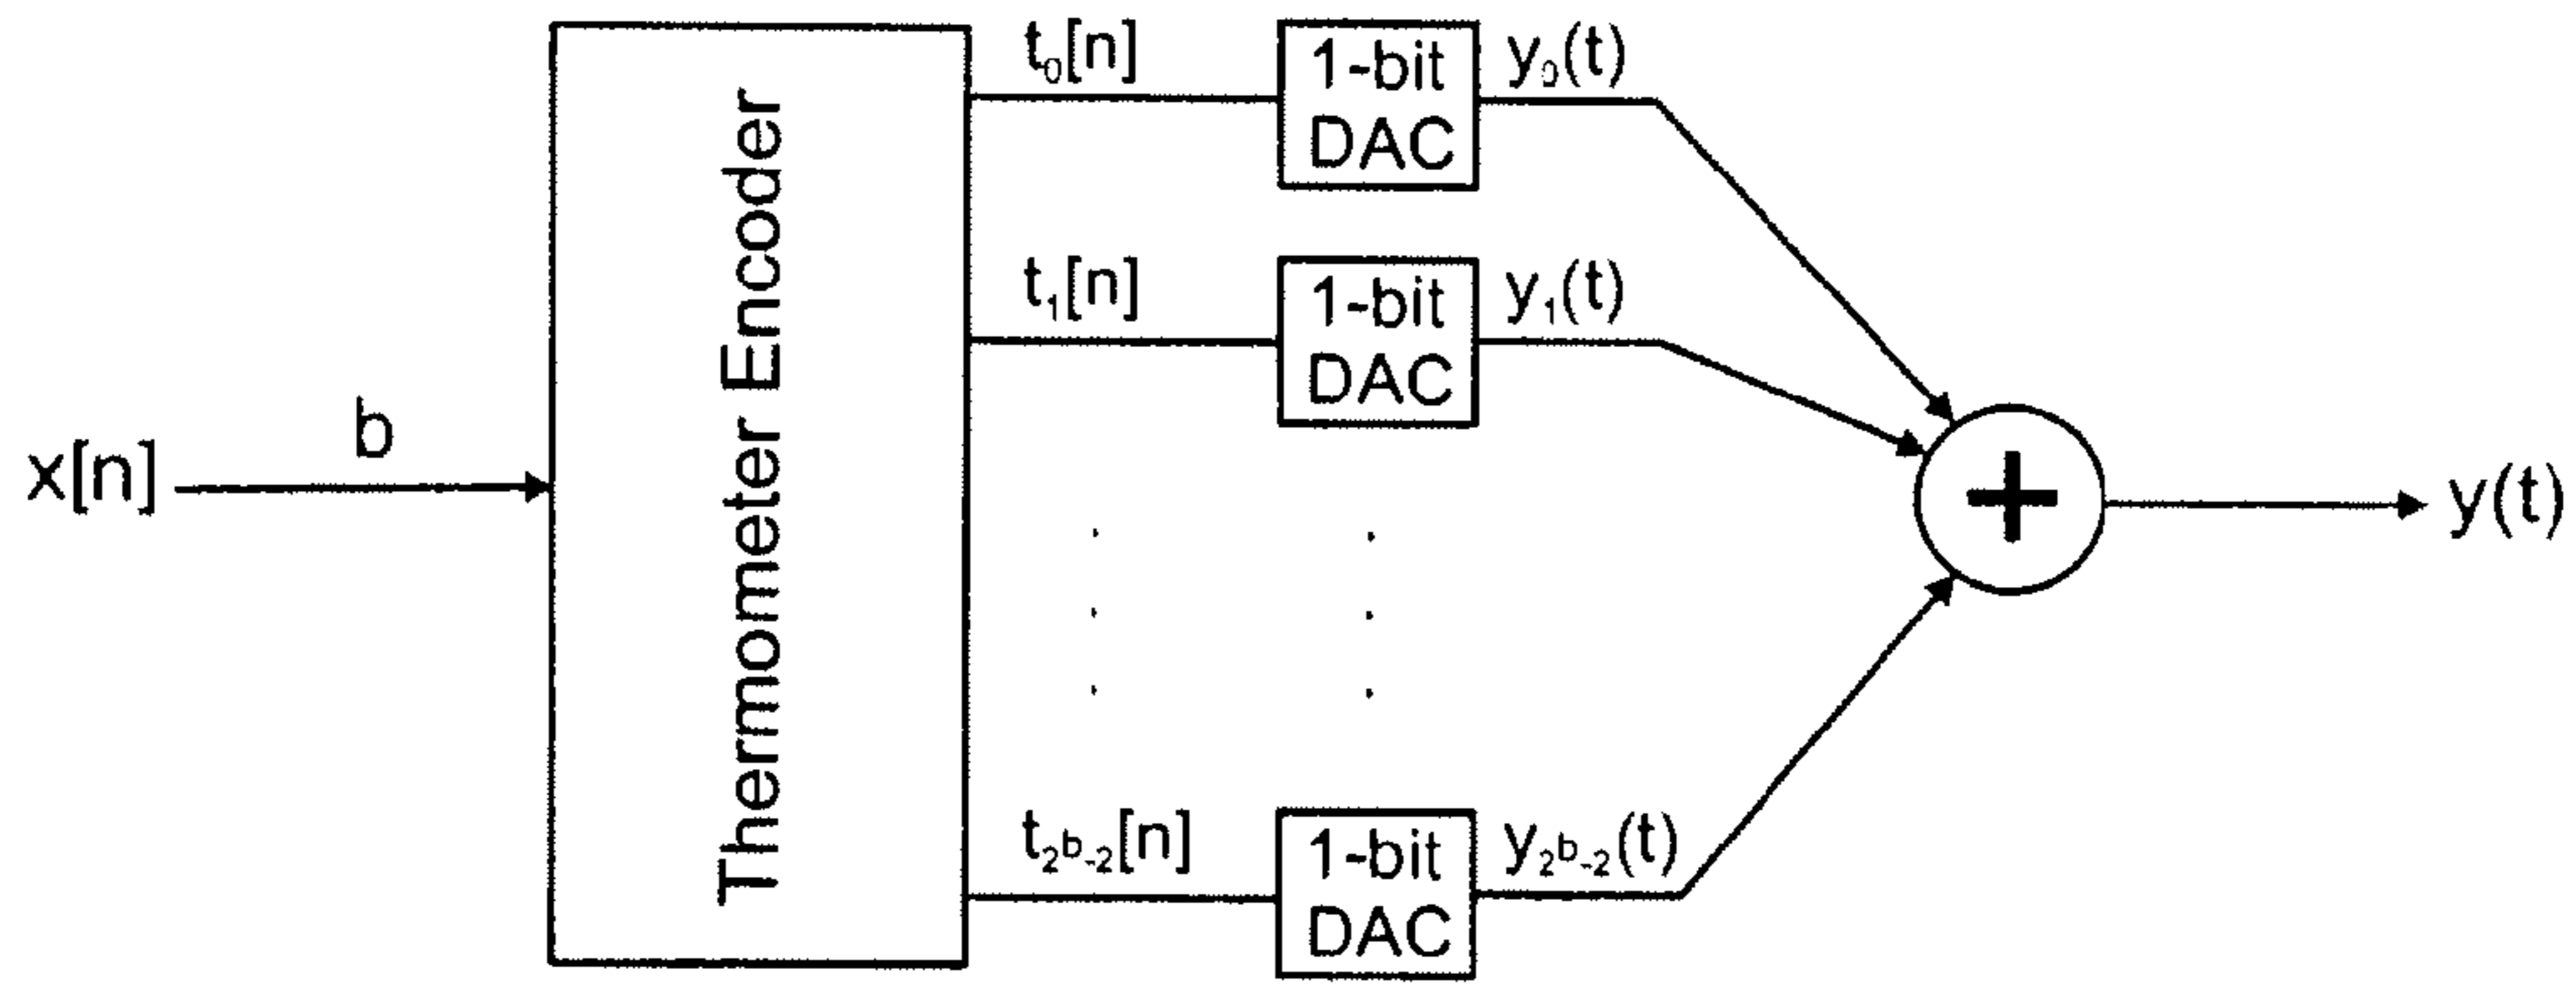 x[n]
b
Thermometer Encoder
t₀[n]
1-bit
DAC
y₀(t)
t₁[n]
1-bit
DAC
y₁(t)
t₂ᵇ₋₂[n]
1-bit
DAC
y₂ᵇ₋₂(t)
+
y(t)